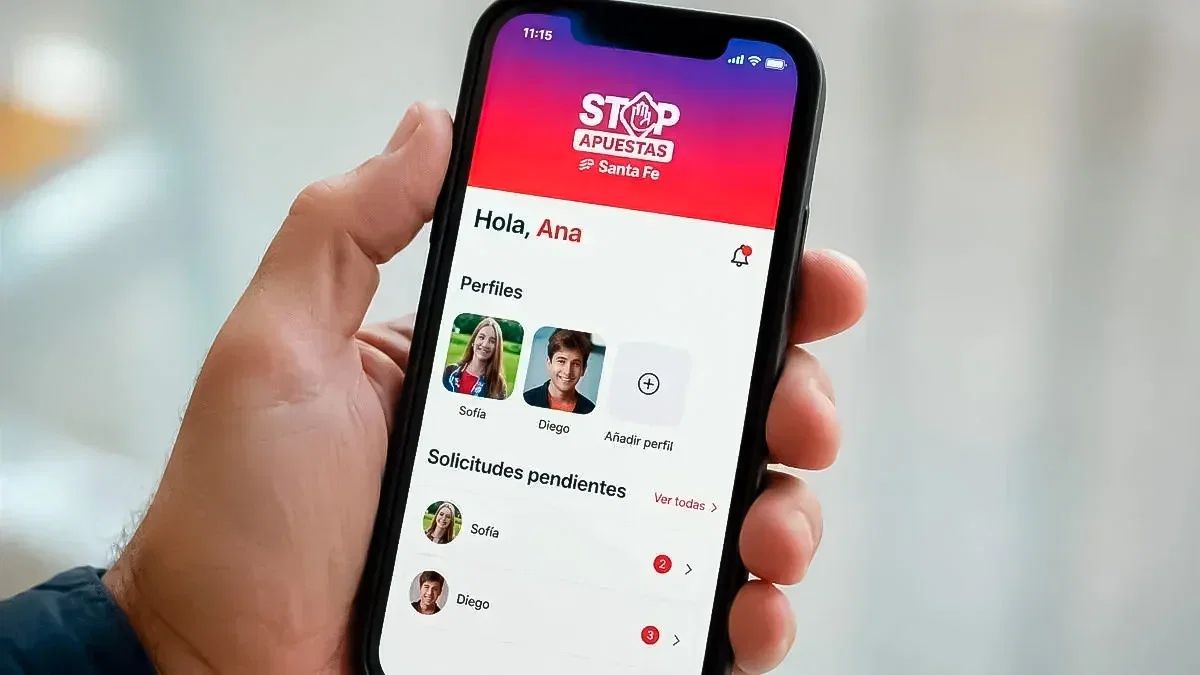 11:15
STOP
APUESTAS
Santa Fe
Hola, Ana
Perfiles
Sofía
Diego
Añadir perfil
Solicitudes pendientes
Ver todas >
Sofía
2 >
Diego
3 >